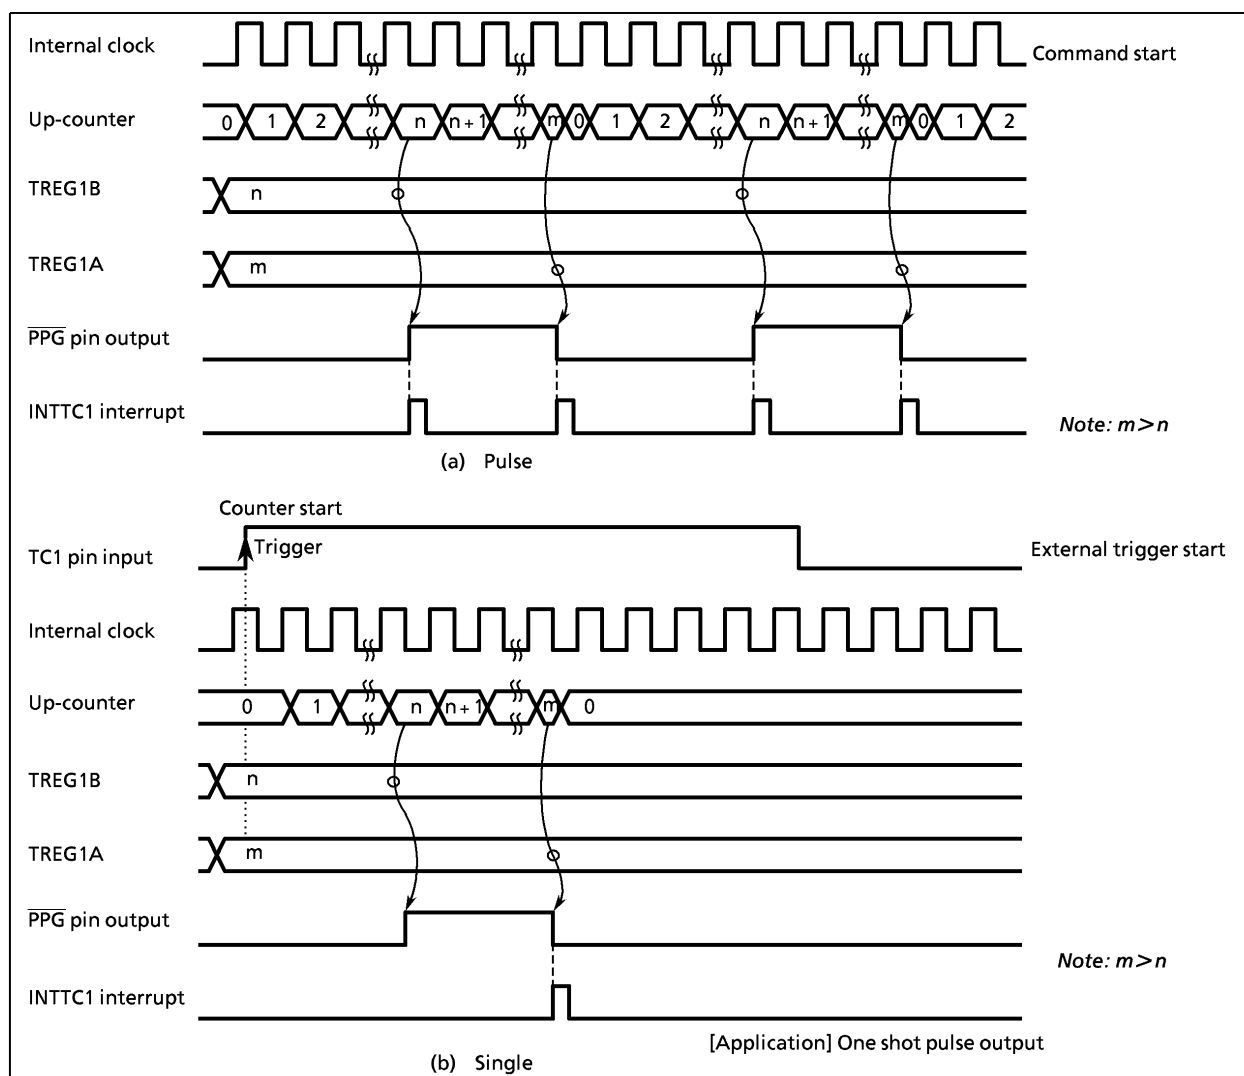 Internal clock
Command start
Up-counter 0 1 2 n n + 1 m 0 1 2 n n + 1 m 0 1 2
TREG1B n
TREG1A m
PPG pin output
INTTC1 interrupt
Note: m>n
(a) Pulse
Counter start
Trigger
TC1 pin input
External trigger start
Internal clock
Up-counter 0 1 n n + 1 m 0
TREG1B n
TREG1A m
PPG pin output
Note: m>n
INTTC1 interrupt
[Application] One shot pulse output
(b) Single